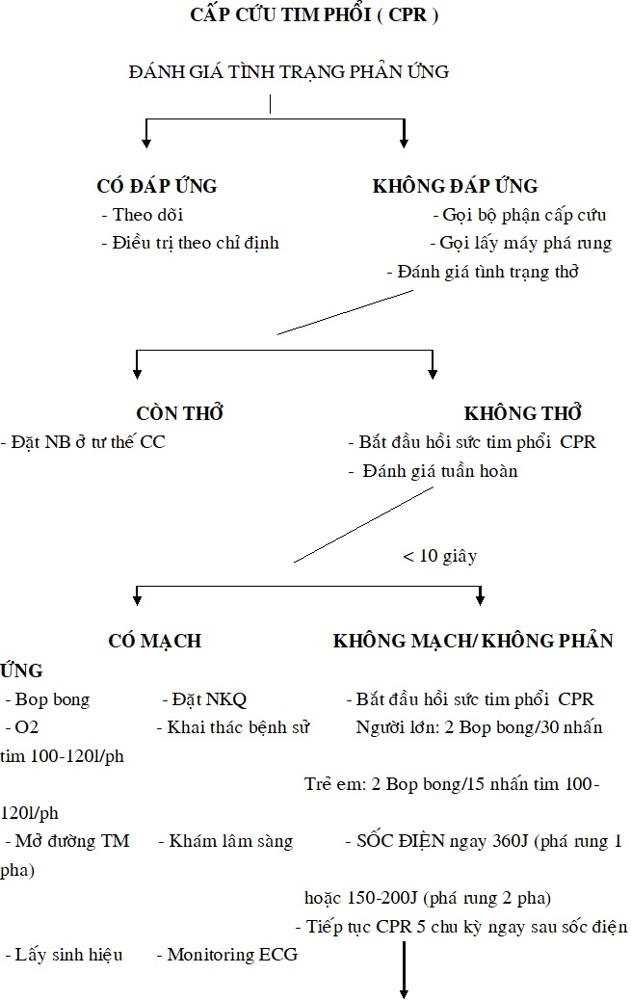 CẤP CỨU TIM PHỔI ( CPR )
ĐÁNH GIÁ TÌNH TRẠNG PHẢN ỨNG
CÓ ĐÁP ỨNG KHÔNG ĐÁP ỨNG
- Theo dõi - Gọi bộ phận cấp cứu
- Điều trị theo chỉ định - Gọi lấy máy phá rung
- Đánh giá tình trạng thở
CÒN THỞ KHÔNG THỞ
- Đặt NB ở tư thế CC - Bắt đầu hồi sức tim phổi CPR
- Đánh giá tuần hoàn
< 10 giây
CÓ MẠCH KHÔNG MẠCH/ KHÔNG PHẢN
ỨNG
- Bop bong - Đặt NKQ - Bắt đầu hồi sức tim phổi CPR
- O2 - Khai thác bệnh sử Người lớn: 2 Bop bong/30 nhấn
tim 100-120l/ph
Trẻ em: 2 Bop bong/15 nhấn tim 100-
120l/ph
- Mở đường TM - Khám lâm sàng - SỐC ĐIỆN ngay 360J (phá rung 1
pha)
hoặc 150-200J (phá rung 2 pha)
- Tiếp tục CPR 5 chu kỳ ngay sau sốc điện
- Lấy sinh hiệu - Monitoring ECG